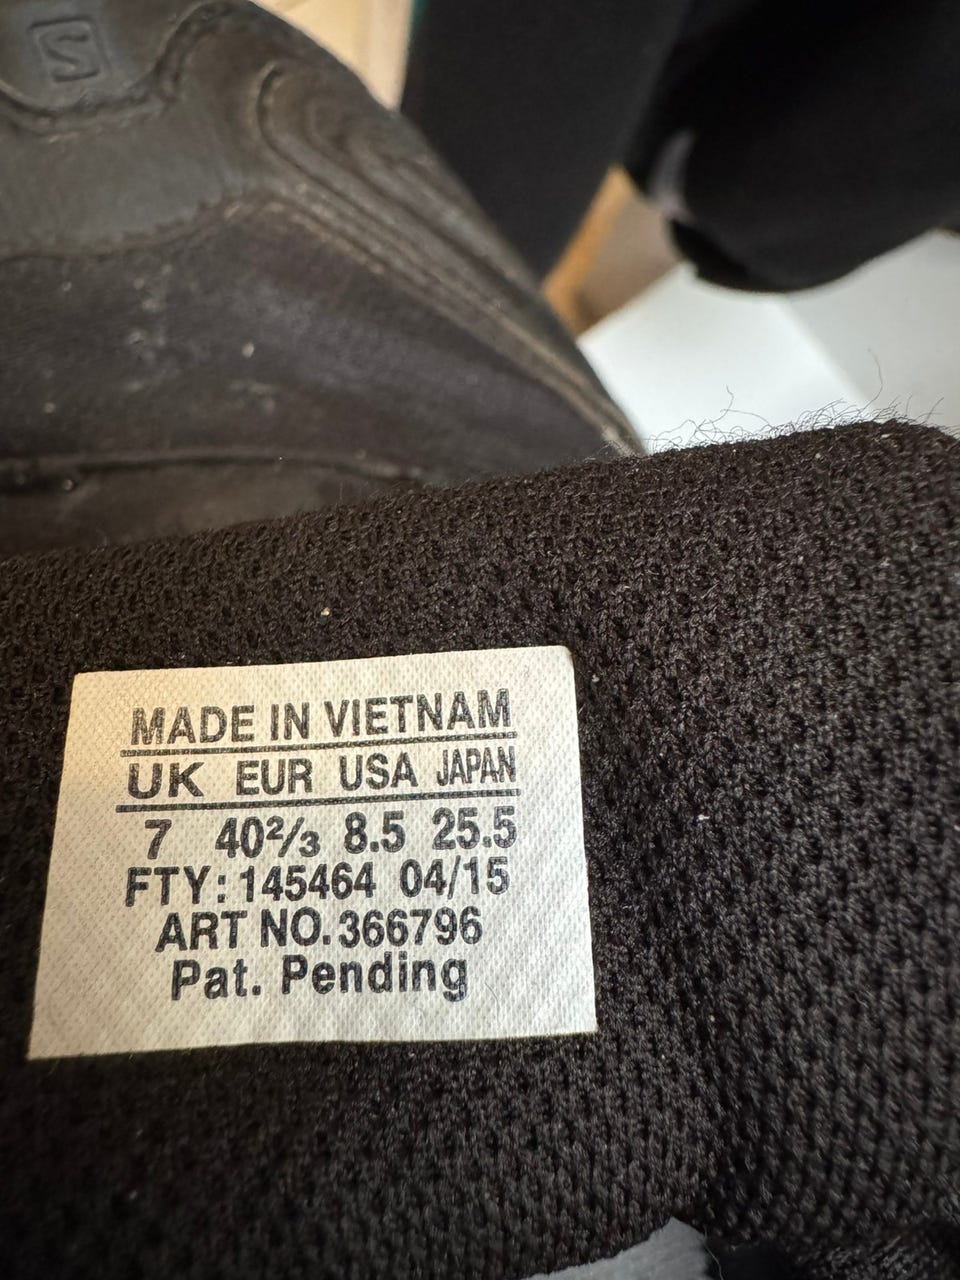 S
MADE IN VIETNAM
UK EUR USA JAPAN
7 40²/₃ 8.5 25.5
FTY: 145464 04/15
ART NO. 366796
Pat. Pending